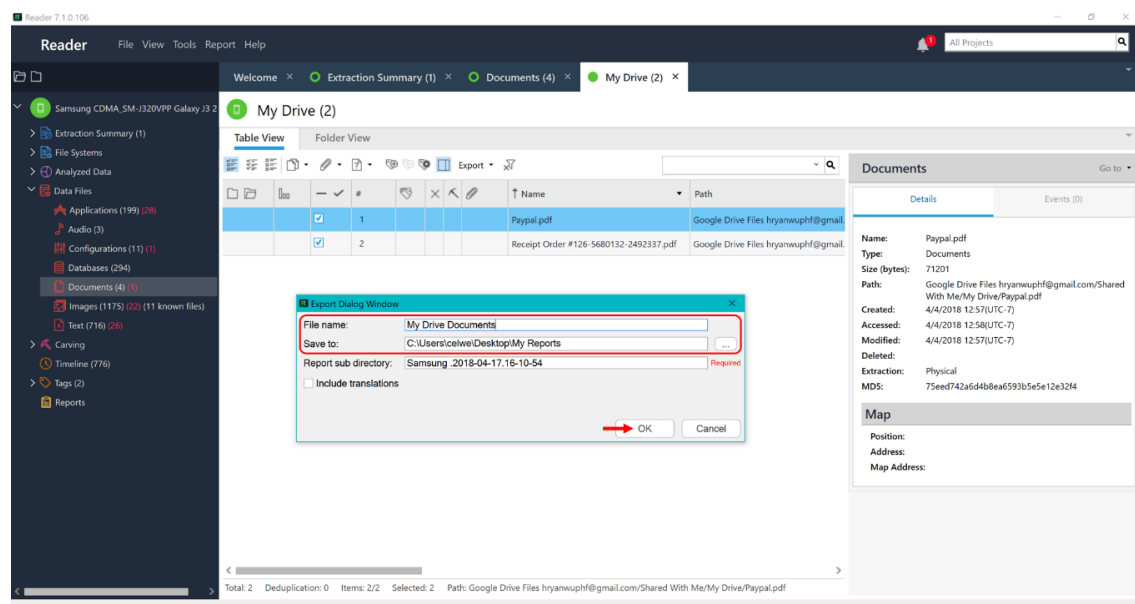 Reader 7.1.0.106
Reader File View Tools Report Help
1
All Projects
Welcome × Extraction Summary (1) × Documents (4) × My Drive (2) ×
Samsung CDMA_SM-J320VPP Galaxy J3 2
Extraction Summary (1)
File Systems
Analyzed Data
Data Files
Applications (199) (28)
Audio (3)
Configurations (11) (1)
Databases (294)
Documents (4) (3)
Images (1175) (22) (11 known files)
Text (716) (26)
Carving
Timeline (776)
Tags (2)
Reports
My Drive (2)
Table View Folder View
Export
# Name Path
1 Paypal.pdf Google Drive Files hryanwuphf@gmail.
2 Receipt Order #126-5680132-2492337.pdf Google Drive Files hryanwuphf@gmail.
Export Dialog Window
File name: My Drive Documents
Save to: C:\Users\celwe\Desktop\My Reports ...
Report sub directory: Samsung .2018-04-17.16-10-54 Required
Include translations
OK Cancel
Documents Go to
Details Events (0)
Name: Paypal.pdf
Type: Documents
Size (bytes): 71201
Path: Google Drive Files hryanwuphf@gmail.com/Shared
With Me/My Drive/Paypal.pdf
Created: 4/4/2018 12:57(UTC-7)
Accessed: 4/4/2018 12:58(UTC-7)
Modified: 4/4/2018 12:57(UTC-7)
Deleted:
Extraction: Physical
MD5: 75eed742a6d4b8ea6593b5e5e12e32f4
Map
Position:
Address:
Map Address:
Total: 2 Deduplication: 0 Items: 2/2 Selected: 2 Path: Google Drive Files hryanwuphf@gmail.com/Shared With Me/My Drive/Paypal.pdf